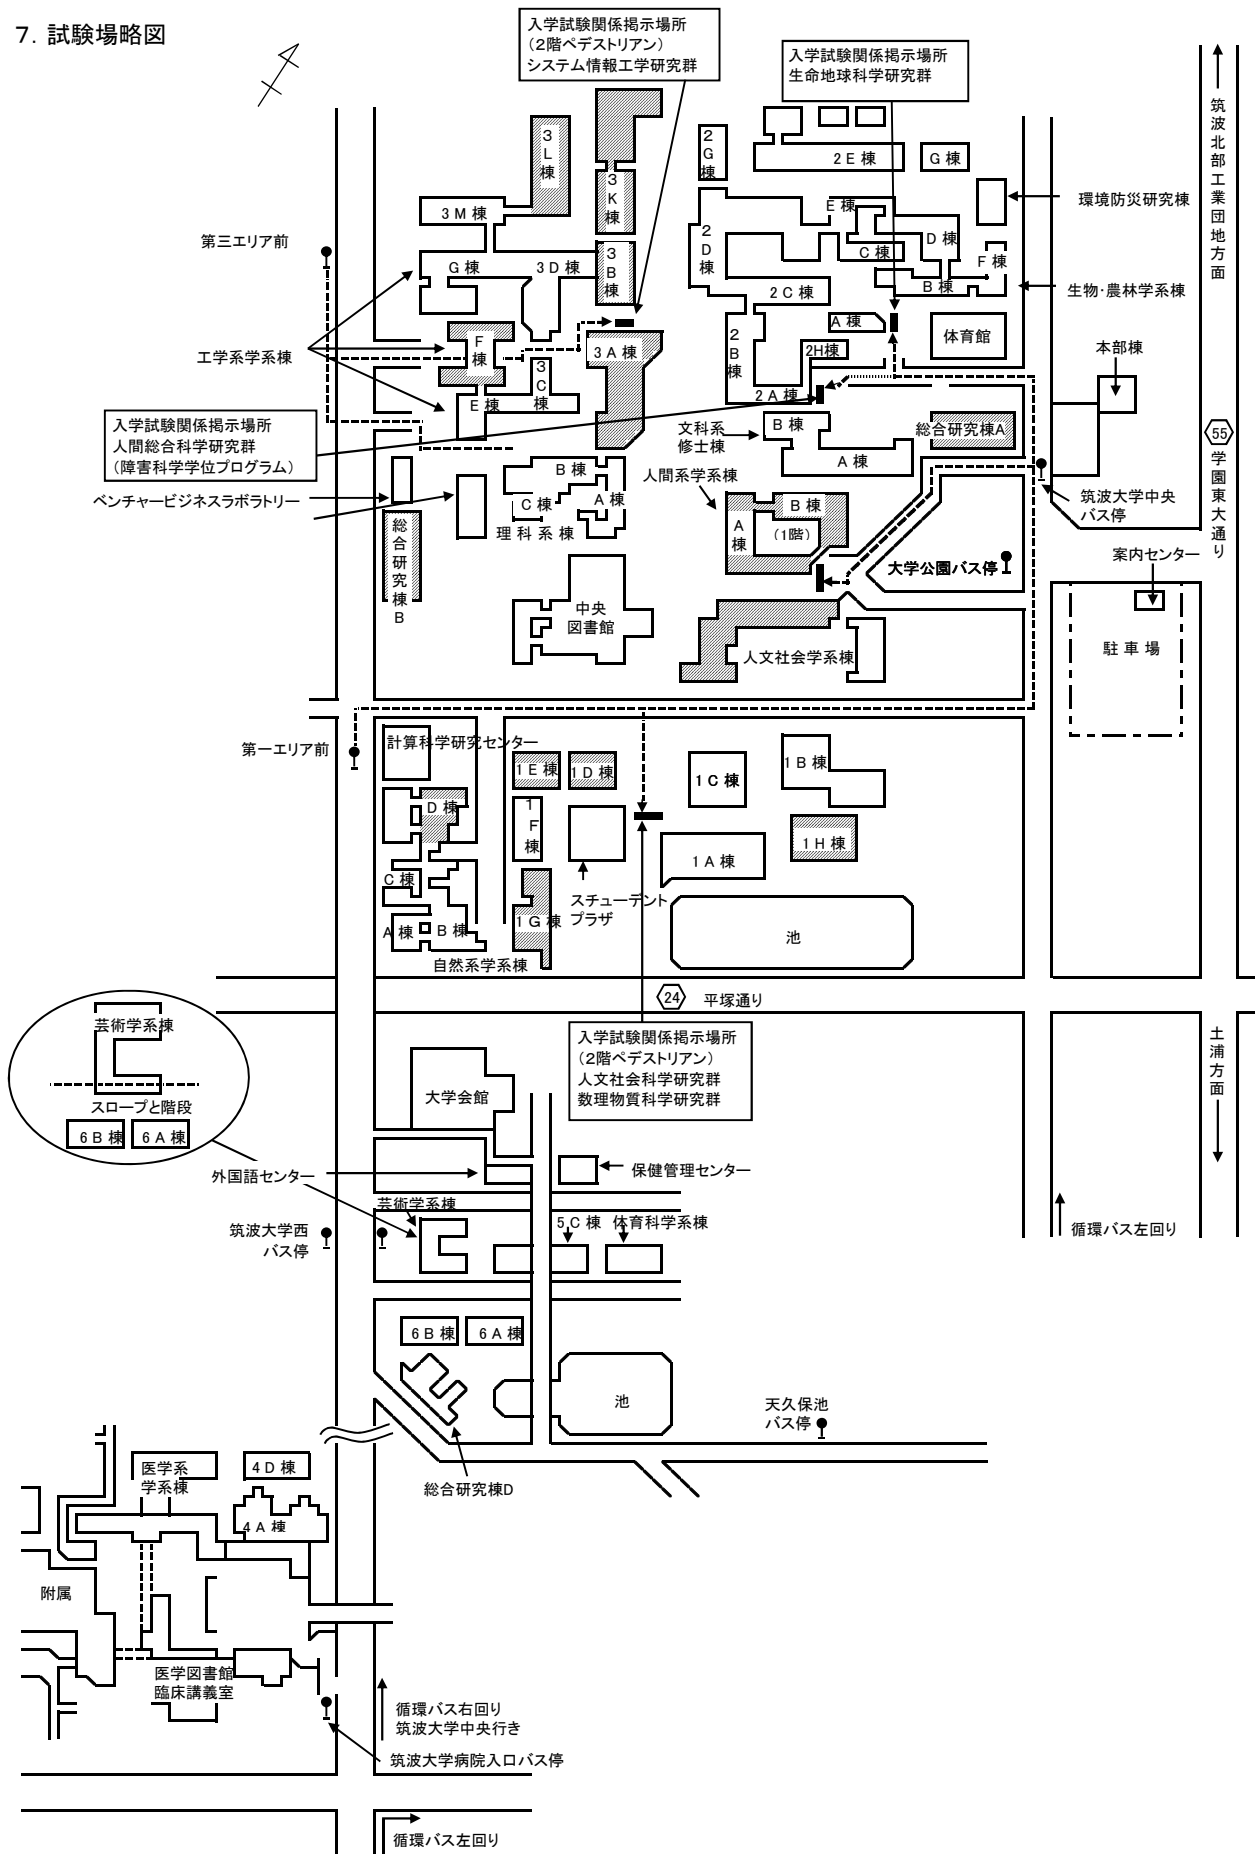 7. 試験場略図
入学試験関係掲示場所
(2階ペデストリアン)
システム情報工学研究群
入学試験関係掲示場所
生命地球科学研究群
筑波北部工業団地方面
3L棟
3K棟
2G棟
2E棟
G棟
環境防災研究棟
3M棟
E棟
第三エリア前
2D棟
D棟
C棟
G棟
3D棟
3B棟
F棟
B棟
生物・農林学系棟
2C棟
A棟
体育館
工学系学系棟
F棟
3A棟
2B棟
2H棟
本部棟
3C棟
2A棟
E棟
入学試験関係掲示場所
人間総合科学研究群
(障害科学学位プログラム)
文科系
修士棟
B棟
総合研究棟A
55
学園東大通り
A棟
B棟
人間系学系棟
ベンチャービジネスラボラトリー
C棟
A棟
理科系棟
B棟
(1階)
A棟
筑波大学中央
バス停
総合研究棟B
案内センター
大学公園バス停
中央
図書館
駐車場
人文社会学系棟
第一エリア前
計算科学研究センター
1E棟
1D棟
1C棟
1B棟
D棟
1F棟
1H棟
1A棟
C棟
スチューデント
プラザ
A棟
B棟
1G棟
池
自然系学系棟
24
平塚通り
芸術学系棟
スロープと階段
6B棟
6A棟
入学試験関係掲示場所
(2階ペデストリアン)
人文社会科学研究群
数理物質科学研究群
土浦方面
大学会館
外国語センター
保健管理センター
芸術学系棟
5C棟
体育科学系棟
筑波大学西
バス停
循環バス左回り
6B棟
6A棟
池
天久保池
バス停
総合研究棟D
医学系
学系棟
4D棟
4A棟
附属
医学図書館
臨床講義室
循環バス右回り
筑波大学中央行き
筑波大学病院入口バス停
循環バス左回り